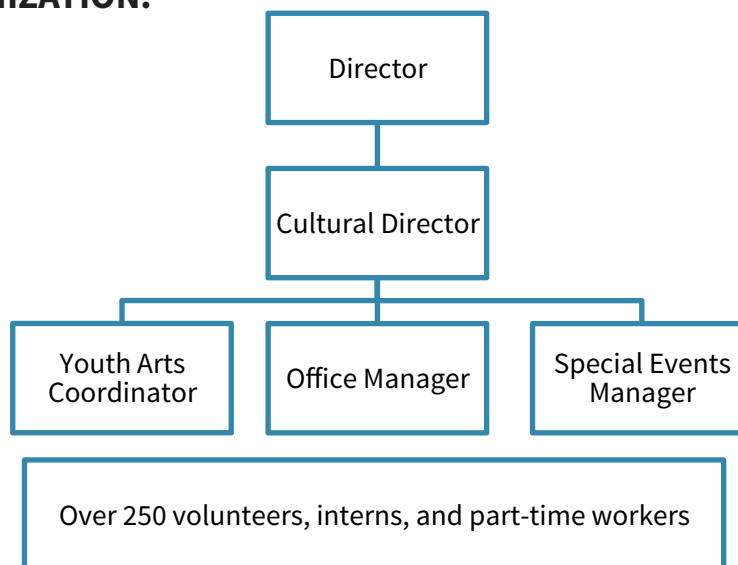 Director
Cultural Director
Youth Arts
Coordinator
Office Manager
Special Events
Manager
Over 250 volunteers, interns, and part-time workers